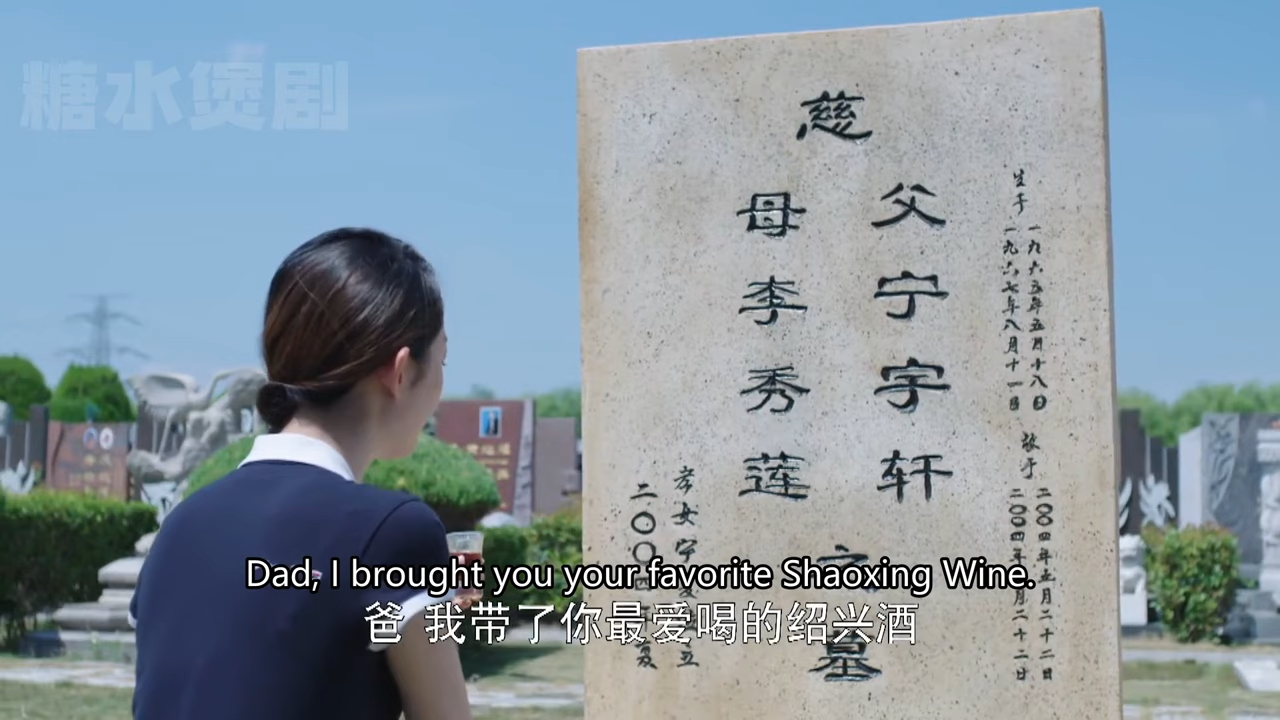 糖水煲剧
生于
一九六五年五月十八日
一九六七年八月十一日
故于
二〇〇四年五月二十二日
二〇〇四年 月二十二日
慈
父宁宇轩
母李秀莲
之墓
孝女宁 立
二〇〇 夏
Dad, I brought you your favorite Shaoxing Wine.
爸 我带了你最爱喝的绍兴酒